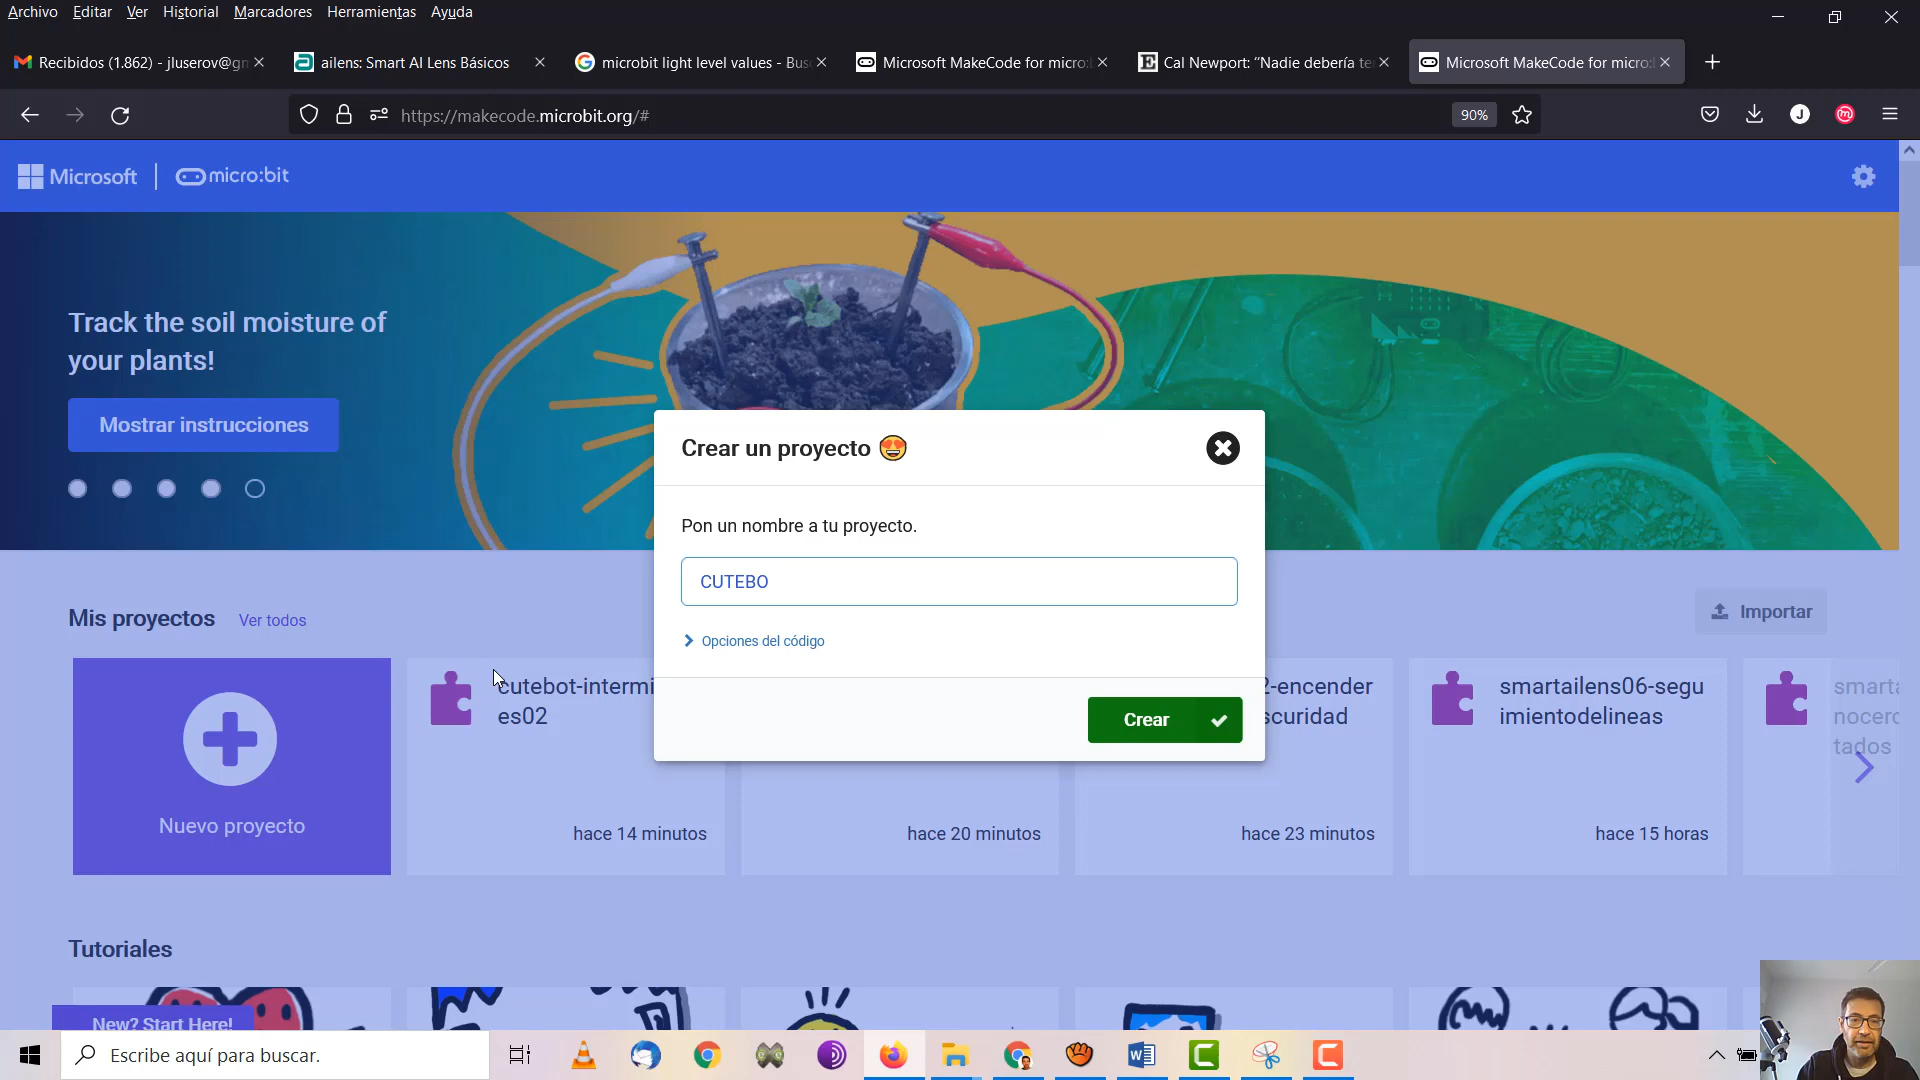 Archivo Editar Ver Historial Marcadores Herramientas Ayuda
Recibidos (1.862) - jluserov@gm
ailens: Smart AI Lens Básicos
microbit light level values - Bus
Microsoft MakeCode for micro:
Cal Newport: “Nadie debería te
Microsoft MakeCode for micro:
https://makecode.microbit.org/#
90%
J
Microsoft
micro:bit
Track the soil moisture of
your plants!
Mostrar instrucciones
Crear un proyecto
Pon un nombre a tu proyecto.
CUTEBO
Opciones del código
Crear
Mis proyectos Ver todos
Importar
Nuevo proyecto
cutebot-intermi
es02
hace 14 minutos
hace 20 minutos
2-encender
scuridad
hace 23 minutos
smartailens06-segu
imientodelineas
hace 15 horas
smarta
nocero
tados
Tutoriales
New? Start Here!
Escribe aquí para buscar.